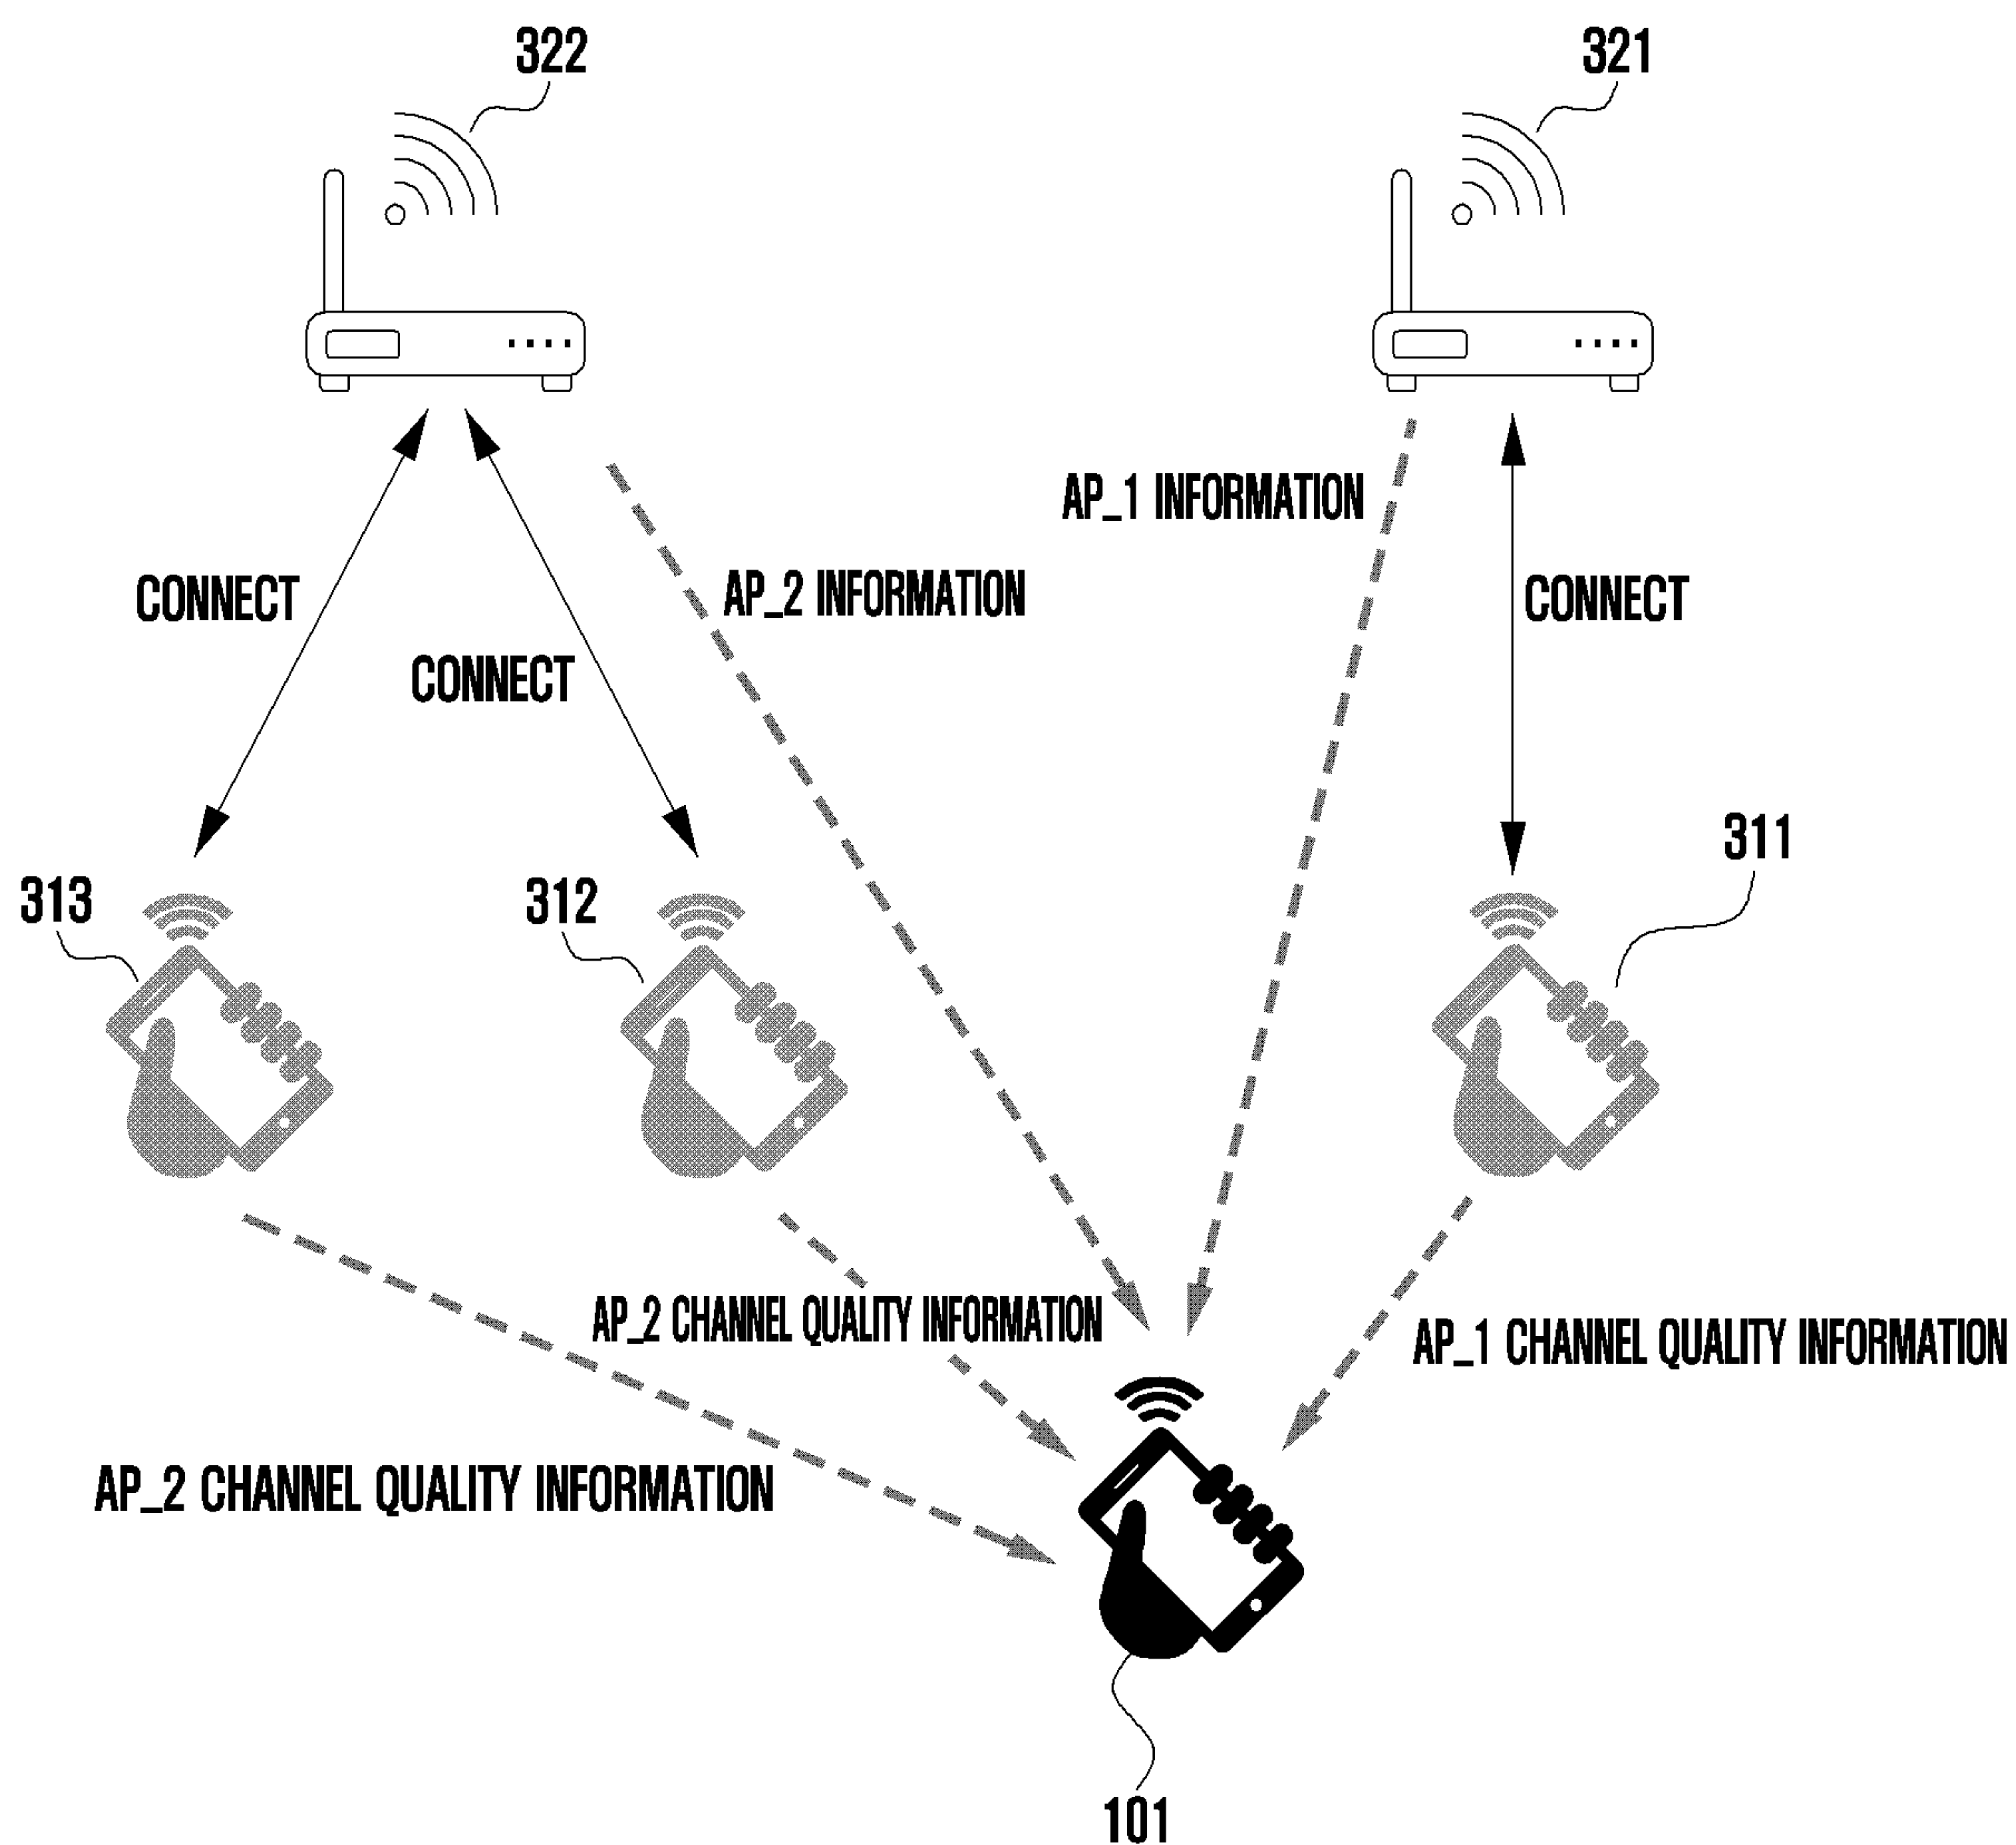 322
321
AP_1 INFORMATION
AP_2 INFORMATION
CONNECT
CONNECT
CONNECT
311
313
312
AP_2 CHANNEL QUALITY INFORMATION
AP_1 CHANNEL QUALITY INFORMATION
AP_2 CHANNEL QUALITY INFORMATION
101